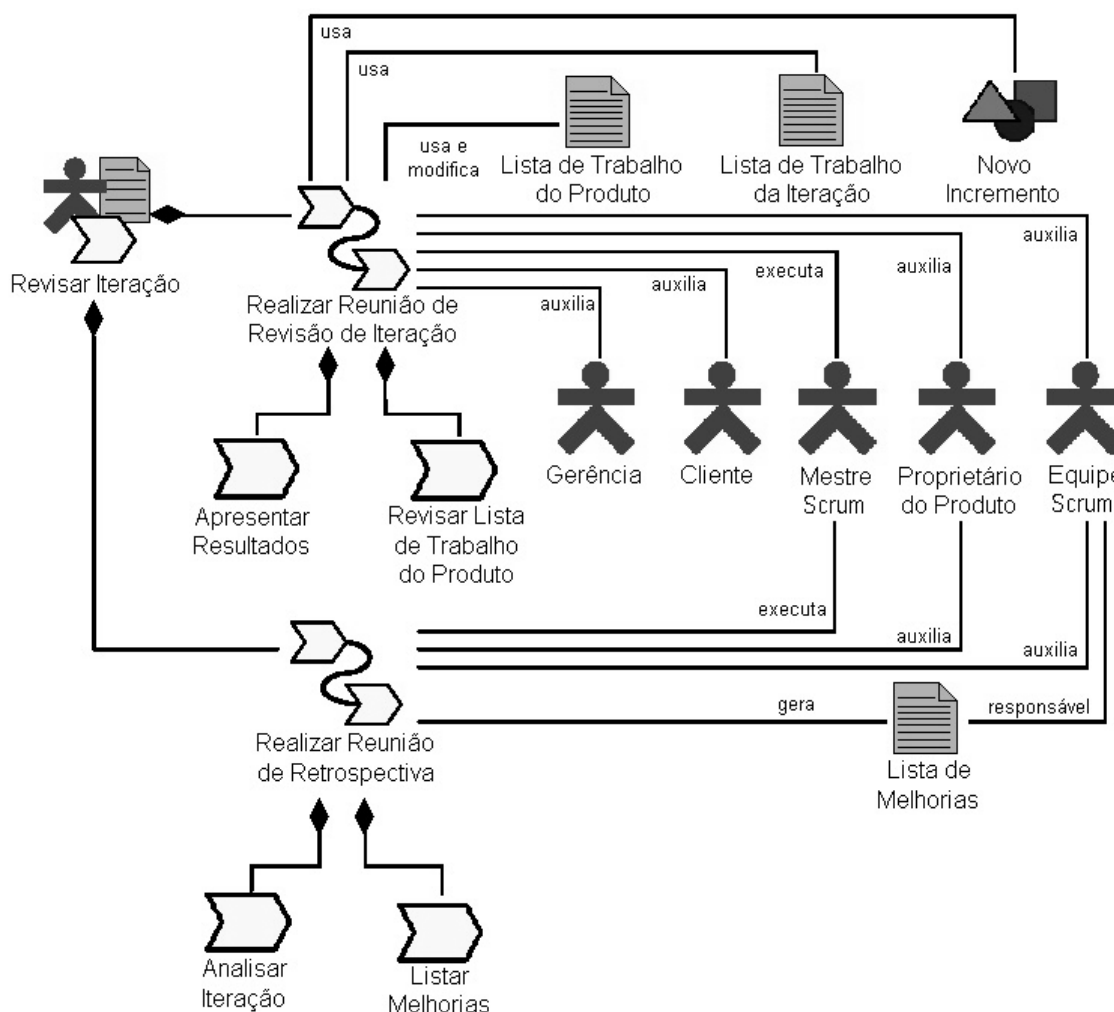 usa
usa
usa e
modifica
Lista de Trabalho
do Produto
Lista de Trabalho
da Iteração
Novo
Incremento
Revisar Iteração
Realizar Reunião de
Revisão de Iteração
auxilia
auxilia
executa
auxilia
auxilia
Gerência
Cliente
Mestre
Scrum
Proprietário
do Produto
Equipe
Scrum
Apresentar
Resultados
Revisar Lista
de Trabalho
do Produto
executa
auxilia
auxilia
gera
responsável
Realizar Reunião
de Retrospectiva
Lista de
Melhorias
Analisar
Iteração
Listar
Melhorias